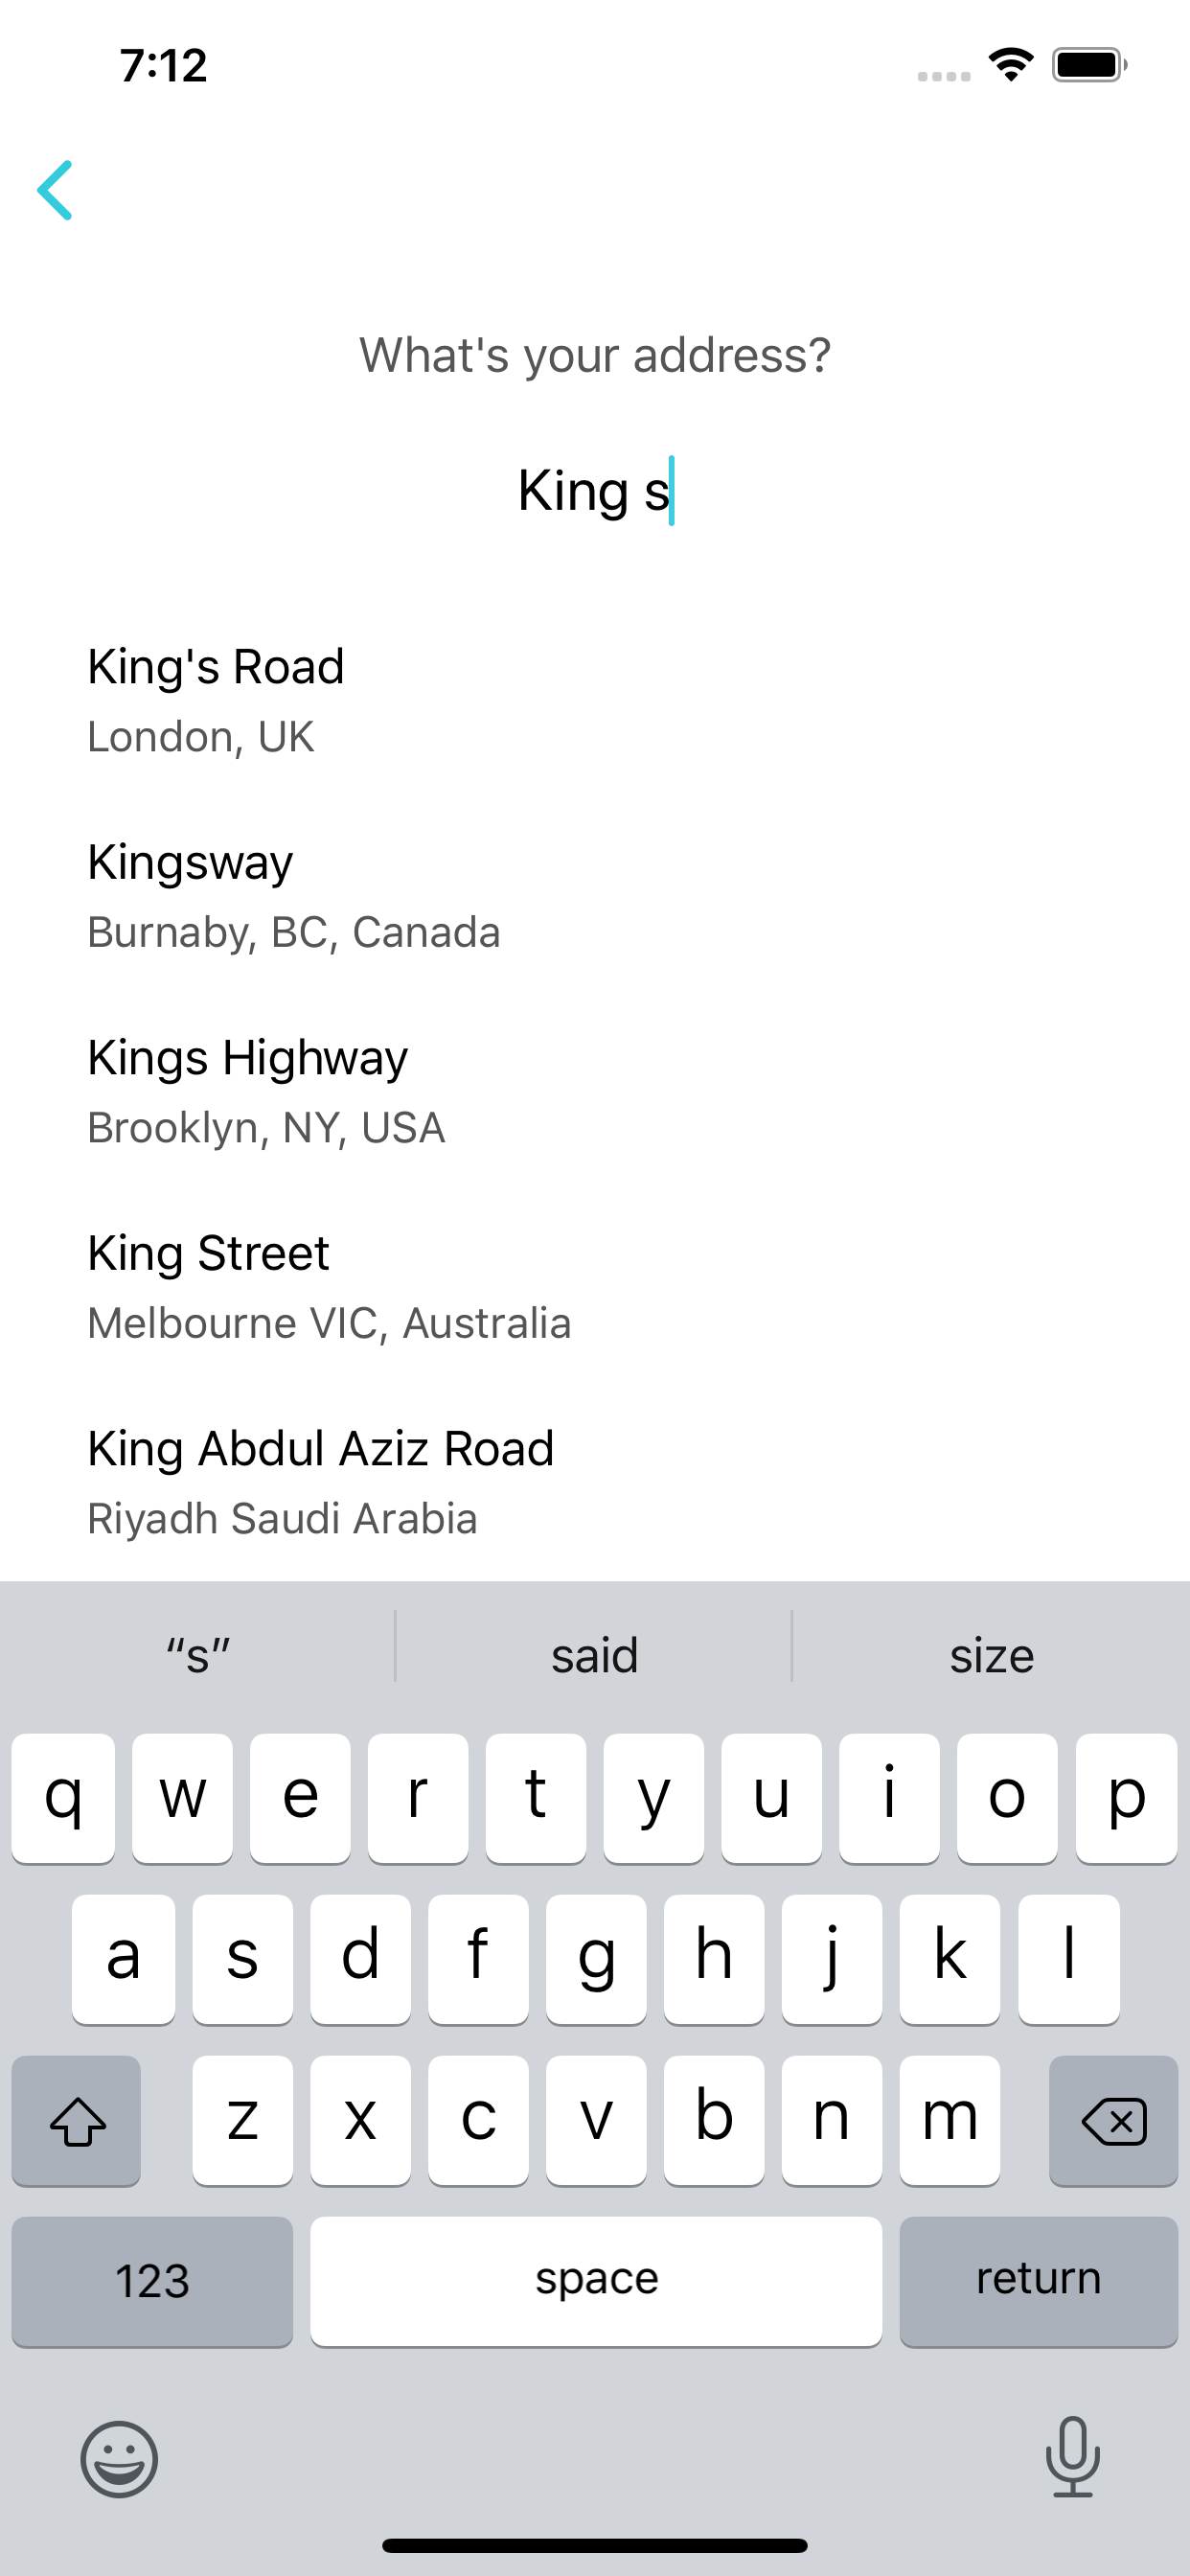 7:12
What's your address?
King s
King's Road
London, UK
Kingsway
Burnaby, BC, Canada
Kings Highway
Brooklyn, NY, USA
King Street
Melbourne VIC, Australia
King Abdul Aziz Road
Riyadh Saudi Arabia
“s” said size
q w e r t y u i o p
a s d f g h j k l
z x c v b n m
123 space return